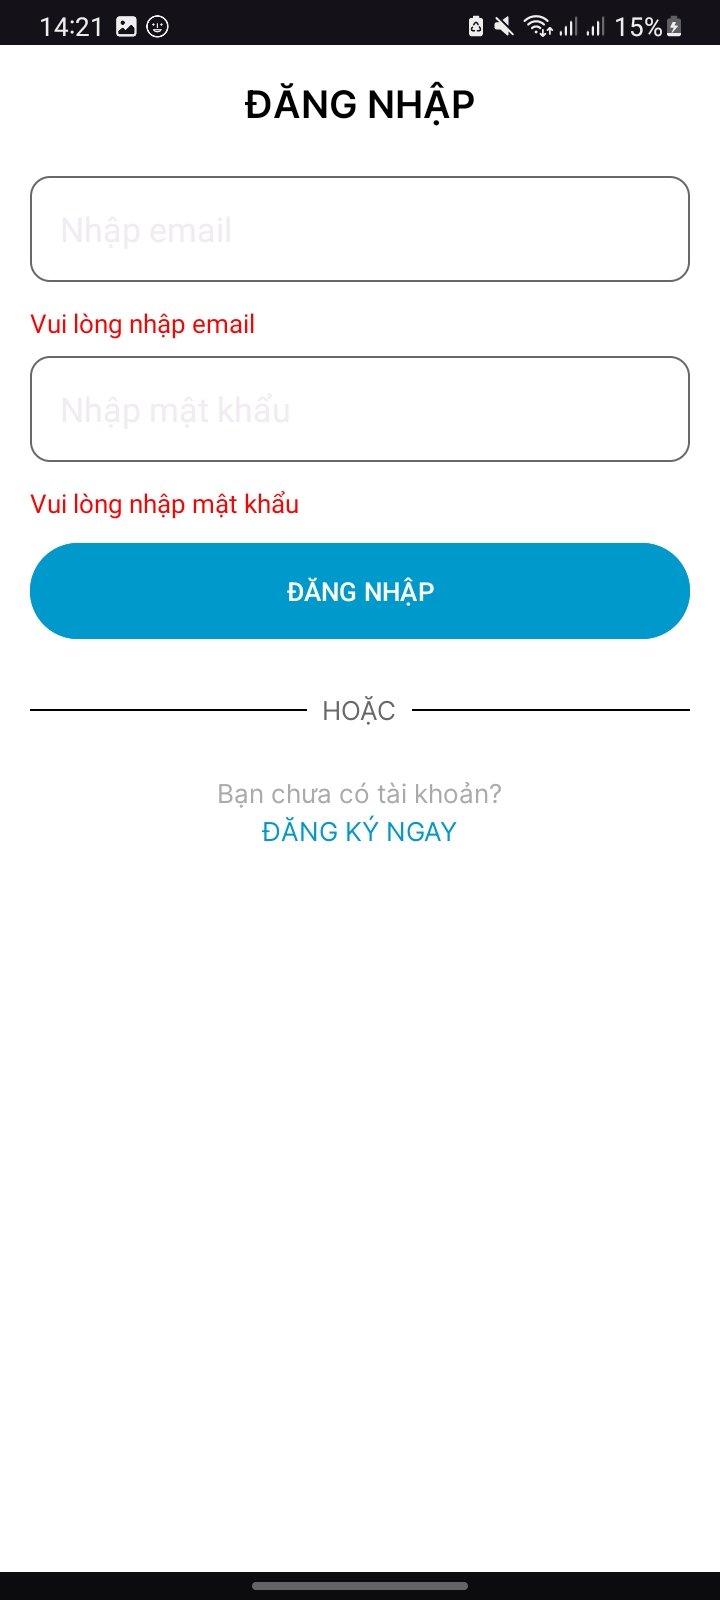 14:21 15%
ĐĂNG NHẬP
Nhập email
Vui lòng nhập email
Nhập mật khẩu
Vui lòng nhập mật khẩu
ĐĂNG NHẬP
HOẶC
Bạn chưa có tài khoản?
ĐĂNG KÝ NGAY